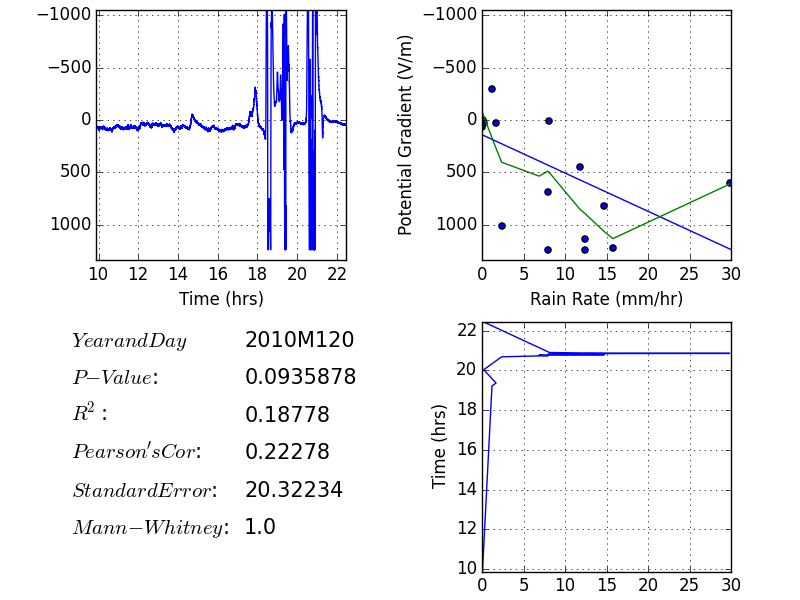 −1000
−500
0
500
1000
10 12 14 16 18 20 22
Time (hrs)
Potential Gradient (V/m)
−1000
−500
0
500
1000
0 5 10 15 20 25 30
Rain Rate (mm/hr)
YearandDay 2010M120
P−Value: 0.0935878
R²: 0.18778
Pearson'sCor: 0.22278
StandardError: 20.32234
Mann−Whitney: 1.0
Time (hrs)
22
20
18
16
14
12
10
0 5 10 15 20 25 30